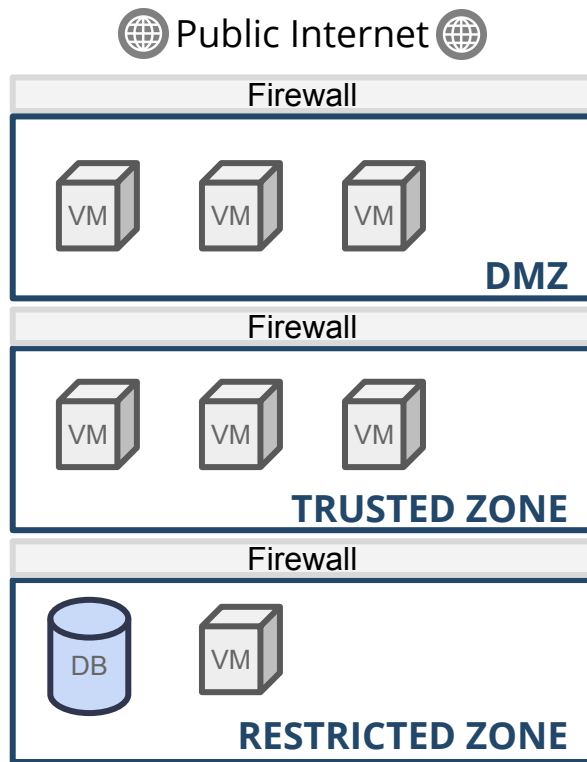 Public Internet
Firewall
VM VM VM
DMZ
Firewall
VM VM VM
TRUSTED ZONE
Firewall
DB VM
RESTRICTED ZONE